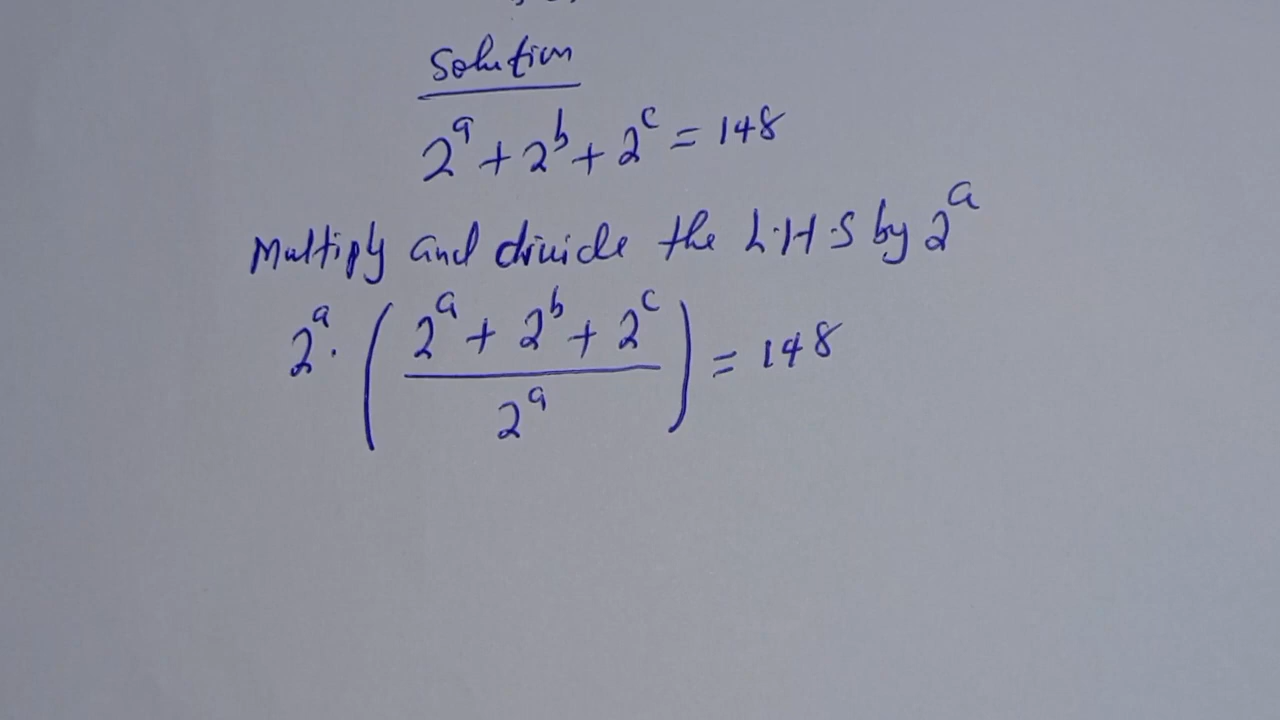 Solution
2^a + 2^b + 2^c = 148
Multiply and divide the L.H.S by 2^a
2^a . ( (2^a + 2^b + 2^c) / 2^a ) = 148